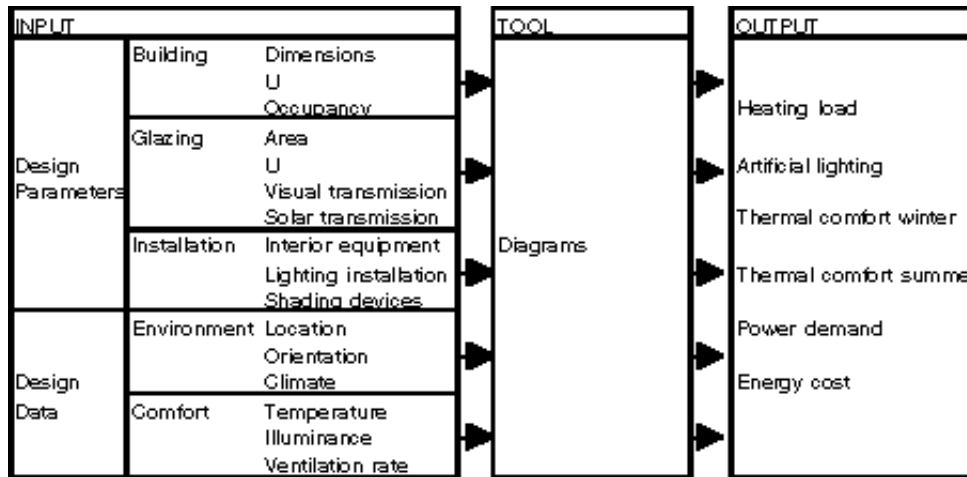 INPUT
TOOL
OUTPUT
Building Dimensions
U
Occupancy
Heating load
Glazing Area
Design U Artificial lighting
Parameters Visual transmission
Solar transmission Thermal comfort winter
Installation Interior equipment Diagrams
Lighting installation Thermal comfort summe
Shading devices
Environment Location Power demand
Orientation
Design Climate Energy cost
Data Comfort Temperature
Illuminance
Ventilation rate